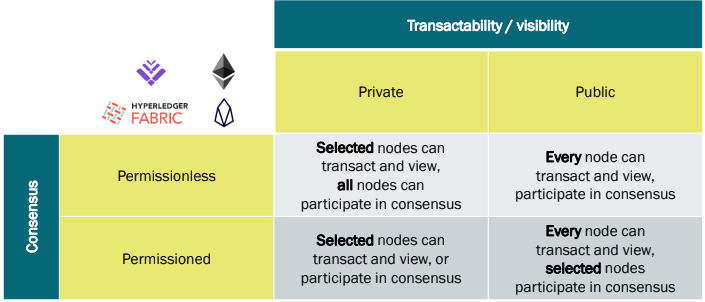 Transactability / visibility
HYPERLEDGER
FABRIC
Private
Public
Consensus
Permissionless
Selected nodes can
transact and view,
all nodes can
participate in consensus
Every node can
transact and view,
participate in consensus
Permissioned
Selected nodes can
transact and view, or
participate in consensus
Every node can
transact and view,
selected nodes
participate in consensus